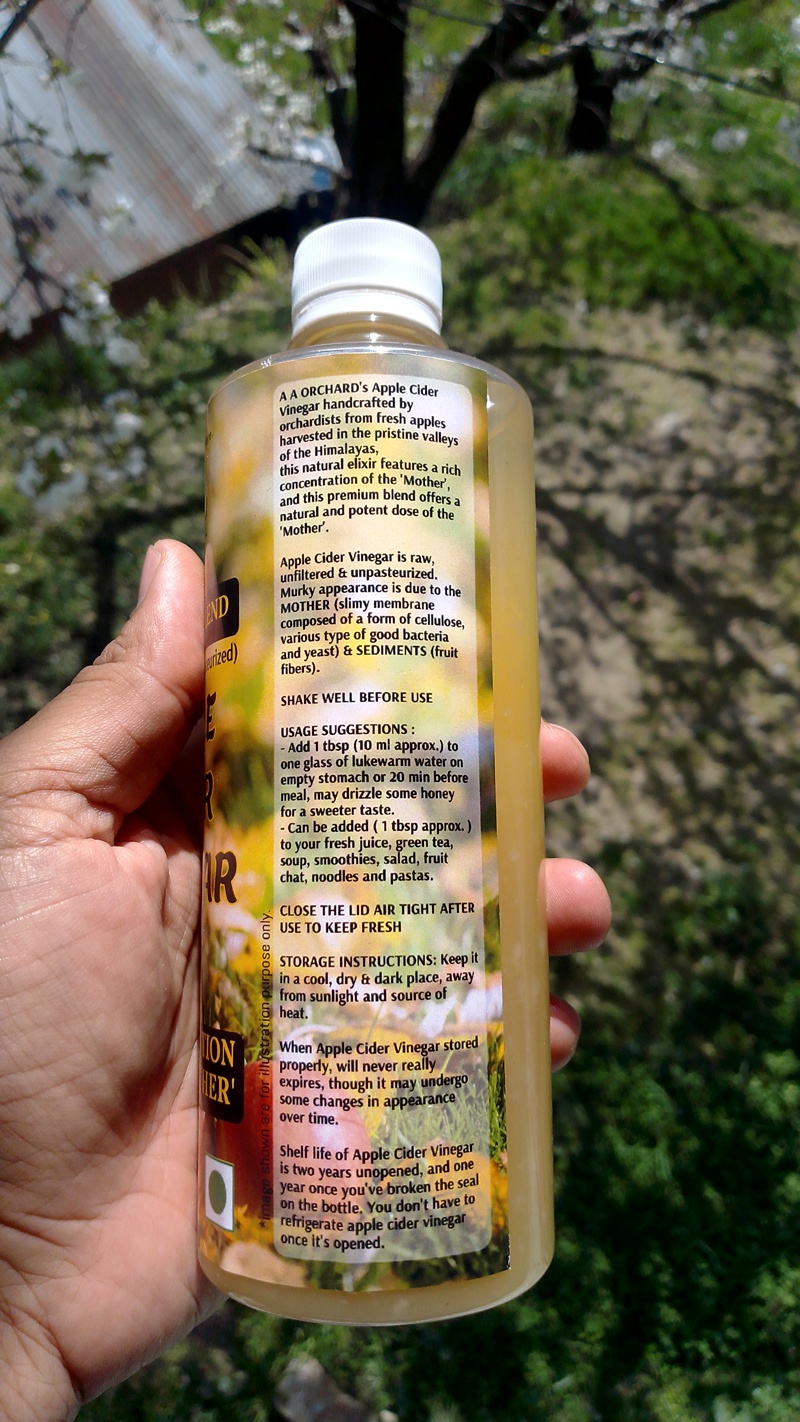 A A ORCHARD's Apple Cider
Vinegar handcrafted by
orchardists from fresh apples
harvested in the pristine valleys
of the Himalayas,
this natural elixir features a rich
concentration of the 'Mother',
and this premium blend offers a
natural and potent dose of the
'Mother'.
Apple Cider Vinegar is raw,
unfiltered & unpasteurized.
Murky appearance is due to the
MOTHER (slimy membrane
composed of a form of cellulose,
various type of good bacteria
and yeast) & SEDIMENTS (fruit
fibers).
SHAKE WELL BEFORE USE
USAGE SUGGESTIONS :
- Add 1 tbsp (10 ml approx.) to
one glass of lukewarm water on
empty stomach or 20 min before
meal, may drizzle some honey
for a sweeter taste.
- Can be added ( 1 tbsp approx. )
to your fresh juice, green tea,
soup, smoothies, salad, fruit
chat, noodles and pastas.
CLOSE THE LID AIR TIGHT AFTER
USE TO KEEP FRESH
STORAGE INSTRUCTIONS: Keep it
in a cool, dry & dark place, away
from sunlight and source of
heat.
When Apple Cider Vinegar stored
properly, will never really
expires, though it may undergo
some changes in appearance
over time.
Shelf life of Apple Cider Vinegar
is two years unopened, and one
year once you've broken the seal
on the bottle. You don't have to
refrigerate apple cider vinegar
once it's opened.
*Image shown are for illustration purpose only.
END
eurized)
E
R
AR
TION
HER'